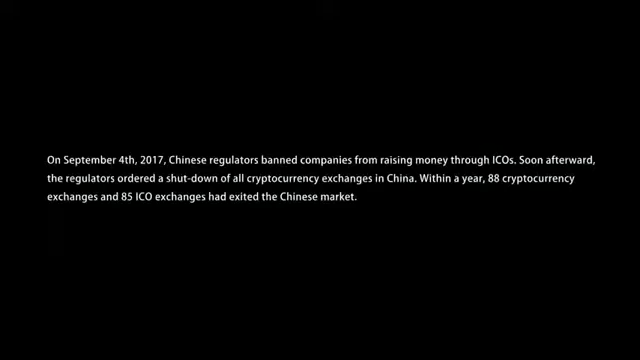 On September 4th, 2017, Chinese regulators banned companies from raising money through ICOs. Soon afterward,
the regulators ordered a shut-down of all cryptocurrency exchanges in China. Within a year, 88 cryptocurrency
exchanges and 85 ICO exchanges had exited the Chinese market.